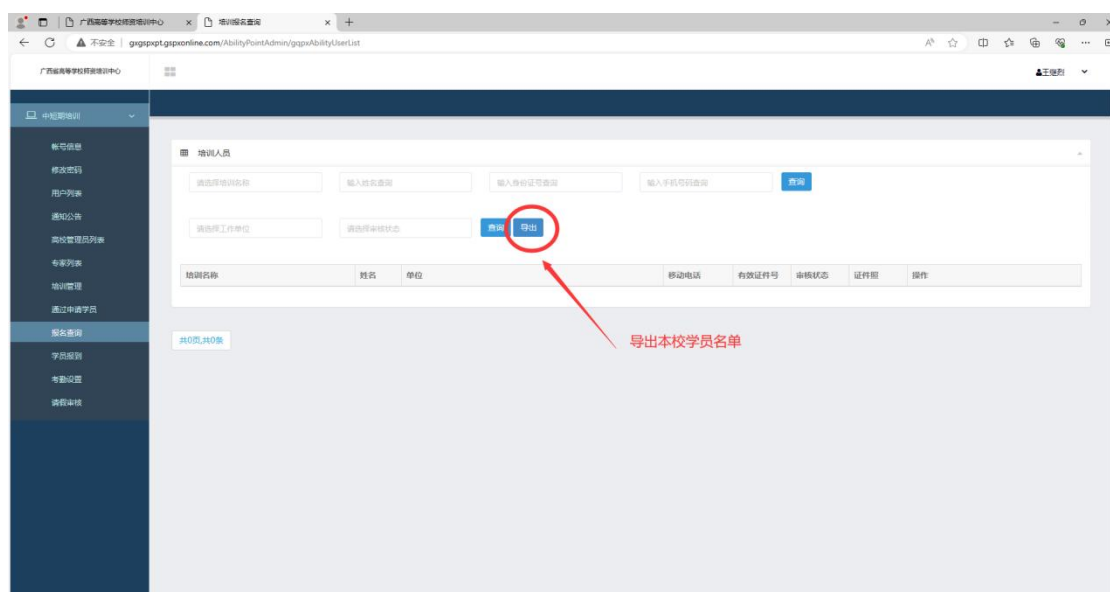 广西高等学校师资培训中心
培训报名查询
不安全 gxgspxpt.gspxonline.com/AbilityPointAdmin/gqpxAbilityUserList
广西省高等学校师资培训中心
王继烈
中短期培训
帐号信息
修改密码
用户列表
通知公告
高校管理员列表
专家列表
培训管理
通过申请学员
报名查询
学员报到
考勤设置
请假审核
培训人员
请选择培训名称 输入姓名查询 输入身份证号查询 输入手机号码查询 查询
请选择工作单位 请选择审核状态 查询 导出
培训名称 姓名 单位 移动电话 有效证件号 审核状态 证件照 操作
共0页,共0条
导出本校学员名单